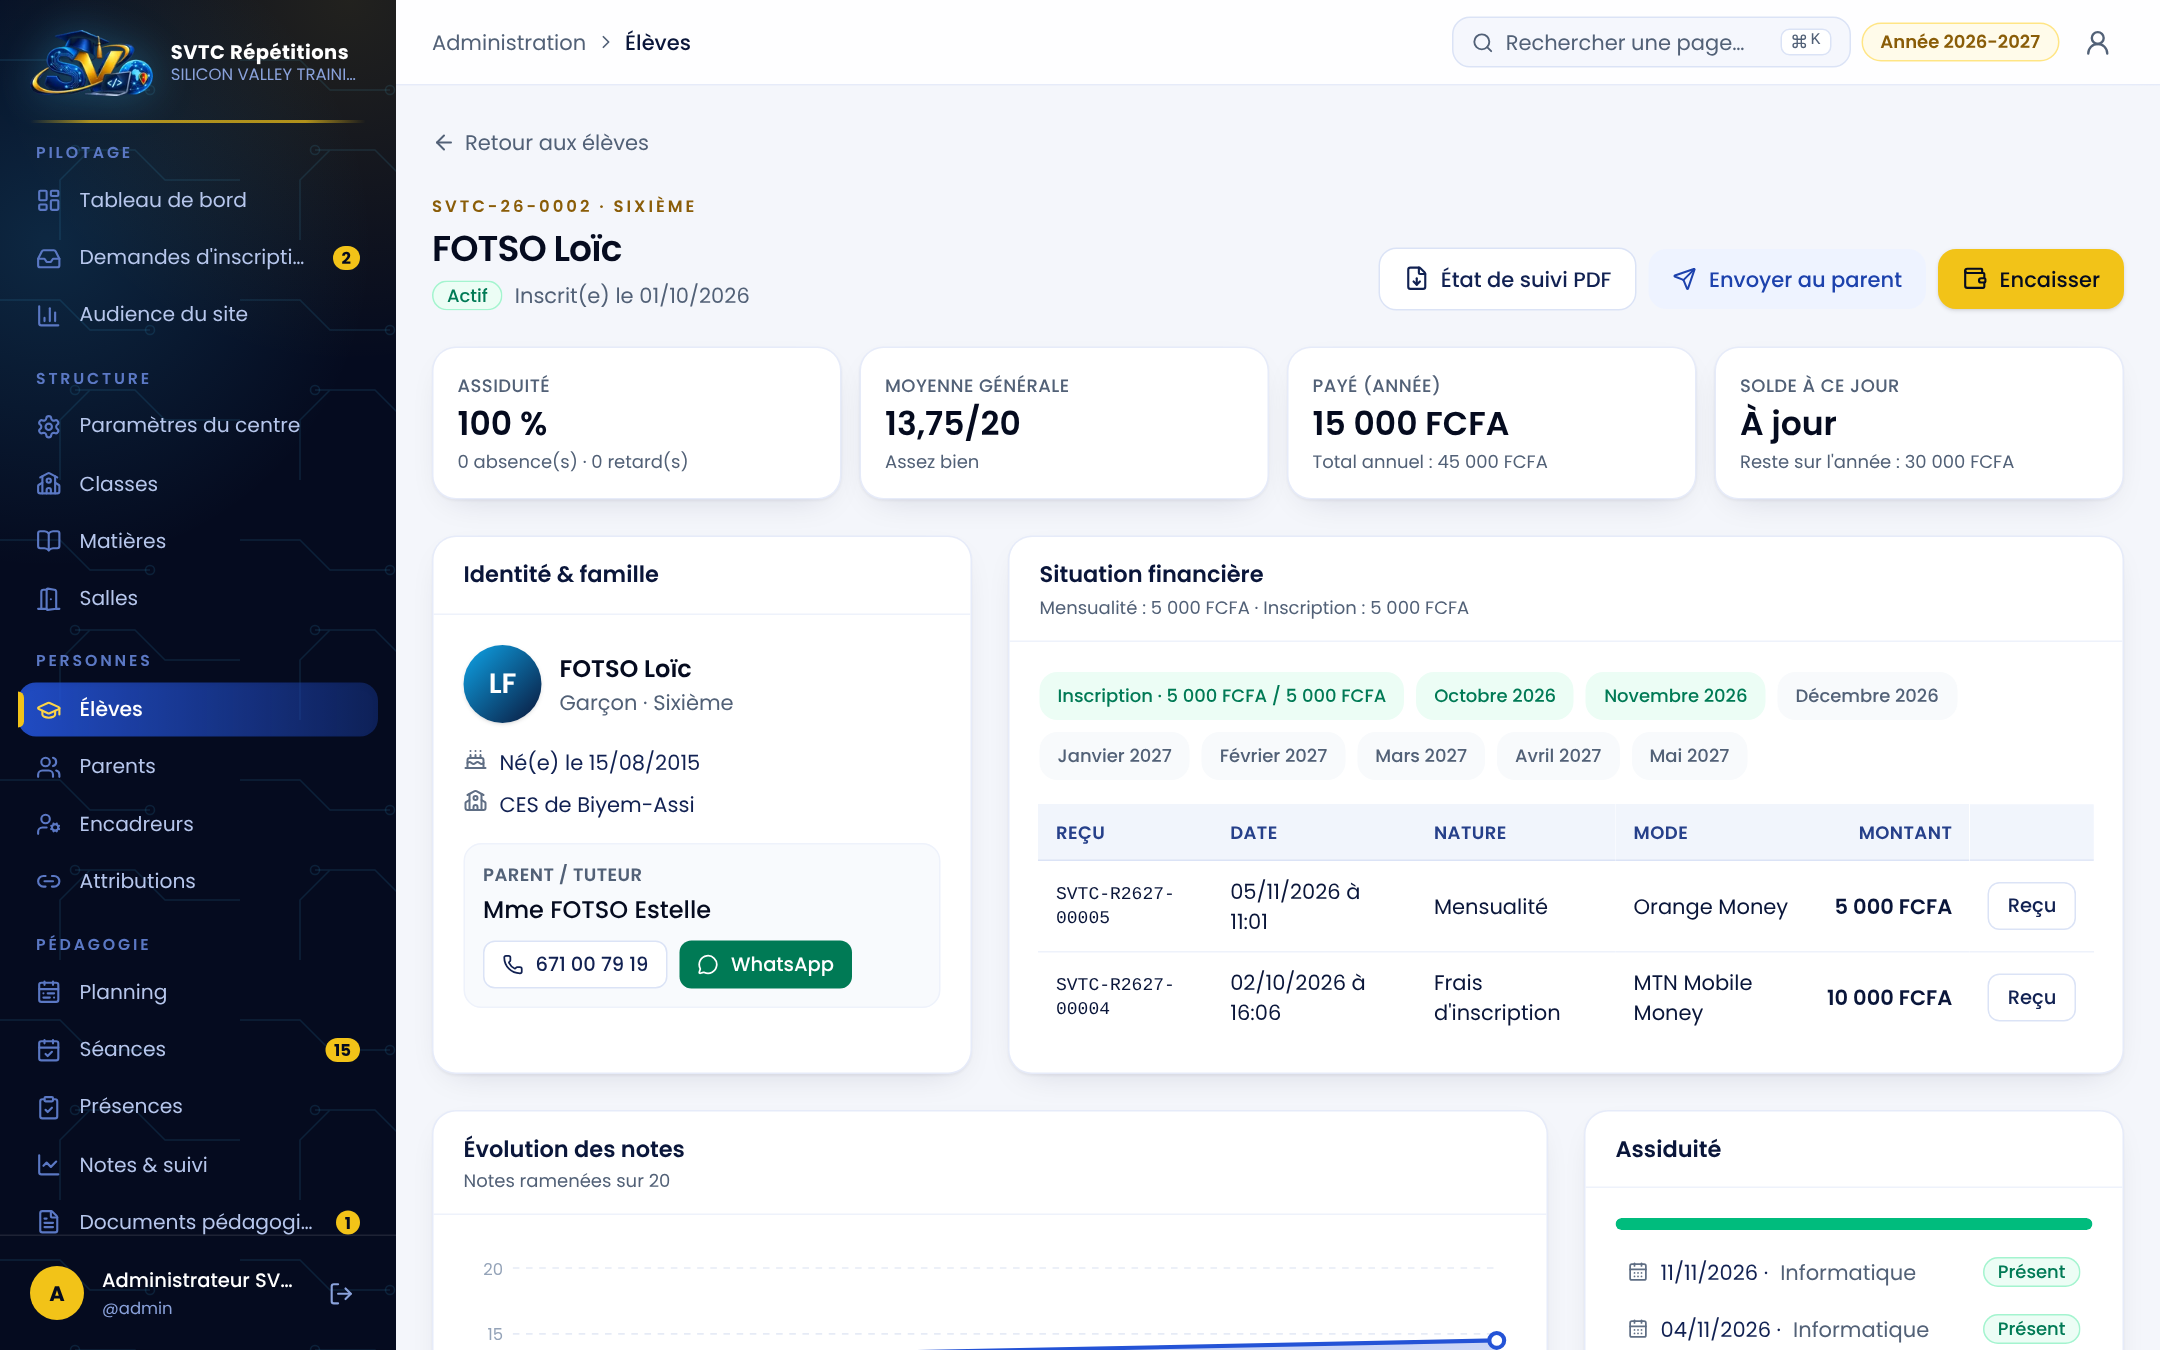 SVTC Répétitions
SILICON VALLEY TRAINI...
PILOTAGE
Tableau de bord
Demandes d'inscripti... 2
Audience du site
STRUCTURE
Paramètres du centre
Classes
Matières
Salles
PERSONNES
Élèves
Parents
Encadreurs
Attributions
PÉDAGOGIE
Planning
Séances 15
Présences
Notes & suivi
Documents pédagogi... 1
A Administrateur SV...
@admin
Administration > Élèves
Rechercher une page... ⌘K
Année 2026-2027
← Retour aux élèves
SVTC-26-0002 · SIXIÈME
FOTSO Loïc
Actif Inscrit(e) le 01/10/2026
État de suivi PDF
Envoyer au parent
Encaisser
ASSIDUITÉ
100 %
0 absence(s) · 0 retard(s)
MOYENNE GÉNÉRALE
13,75/20
Assez bien
PAYÉ (ANNÉE)
15 000 FCFA
Total annuel : 45 000 FCFA
SOLDE À CE JOUR
À jour
Reste sur l'année : 30 000 FCFA
Identité & famille
LF
FOTSO Loïc
Garçon · Sixième
Né(e) le 15/08/2015
CES de Biyem-Assi
PARENT / TUTEUR
Mme FOTSO Estelle
671 00 79 19
WhatsApp
Situation financière
Mensualité : 5 000 FCFA · Inscription : 5 000 FCFA
Inscription · 5 000 FCFA / 5 000 FCFA Octobre 2026 Novembre 2026 Décembre 2026
Janvier 2027 Février 2027 Mars 2027 Avril 2027 Mai 2027
REÇU DATE NATURE MODE MONTANT
SVTC-R2627-00005 05/11/2026 à 11:01 Mensualité Orange Money 5 000 FCFA Reçu
SVTC-R2627-00004 02/10/2026 à 16:06 Frais d'inscription MTN Mobile Money 10 000 FCFA Reçu
Évolution des notes
Notes ramenées sur 20
20
15
Assiduité
11/11/2026 · Informatique Présent
04/11/2026 · Informatique Présent